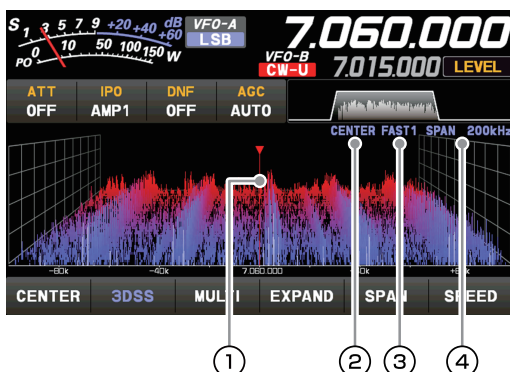 S 1 3 5 7 9 +20 +40 +60 dB
PO 0 10 50 100 150 W
VFO-A
LSB
7.060.000
VFO-B
CW-U
7.015.000
LEVEL
ATT IPO DNF AGC
OFF AMP1 OFF AUTO
CENTER FAST1 SPAN 200kHz
-80k -40k 7.060.000
CENTER 3DSS MULTI EXPAND SPAN SPEED
1 2 3 4